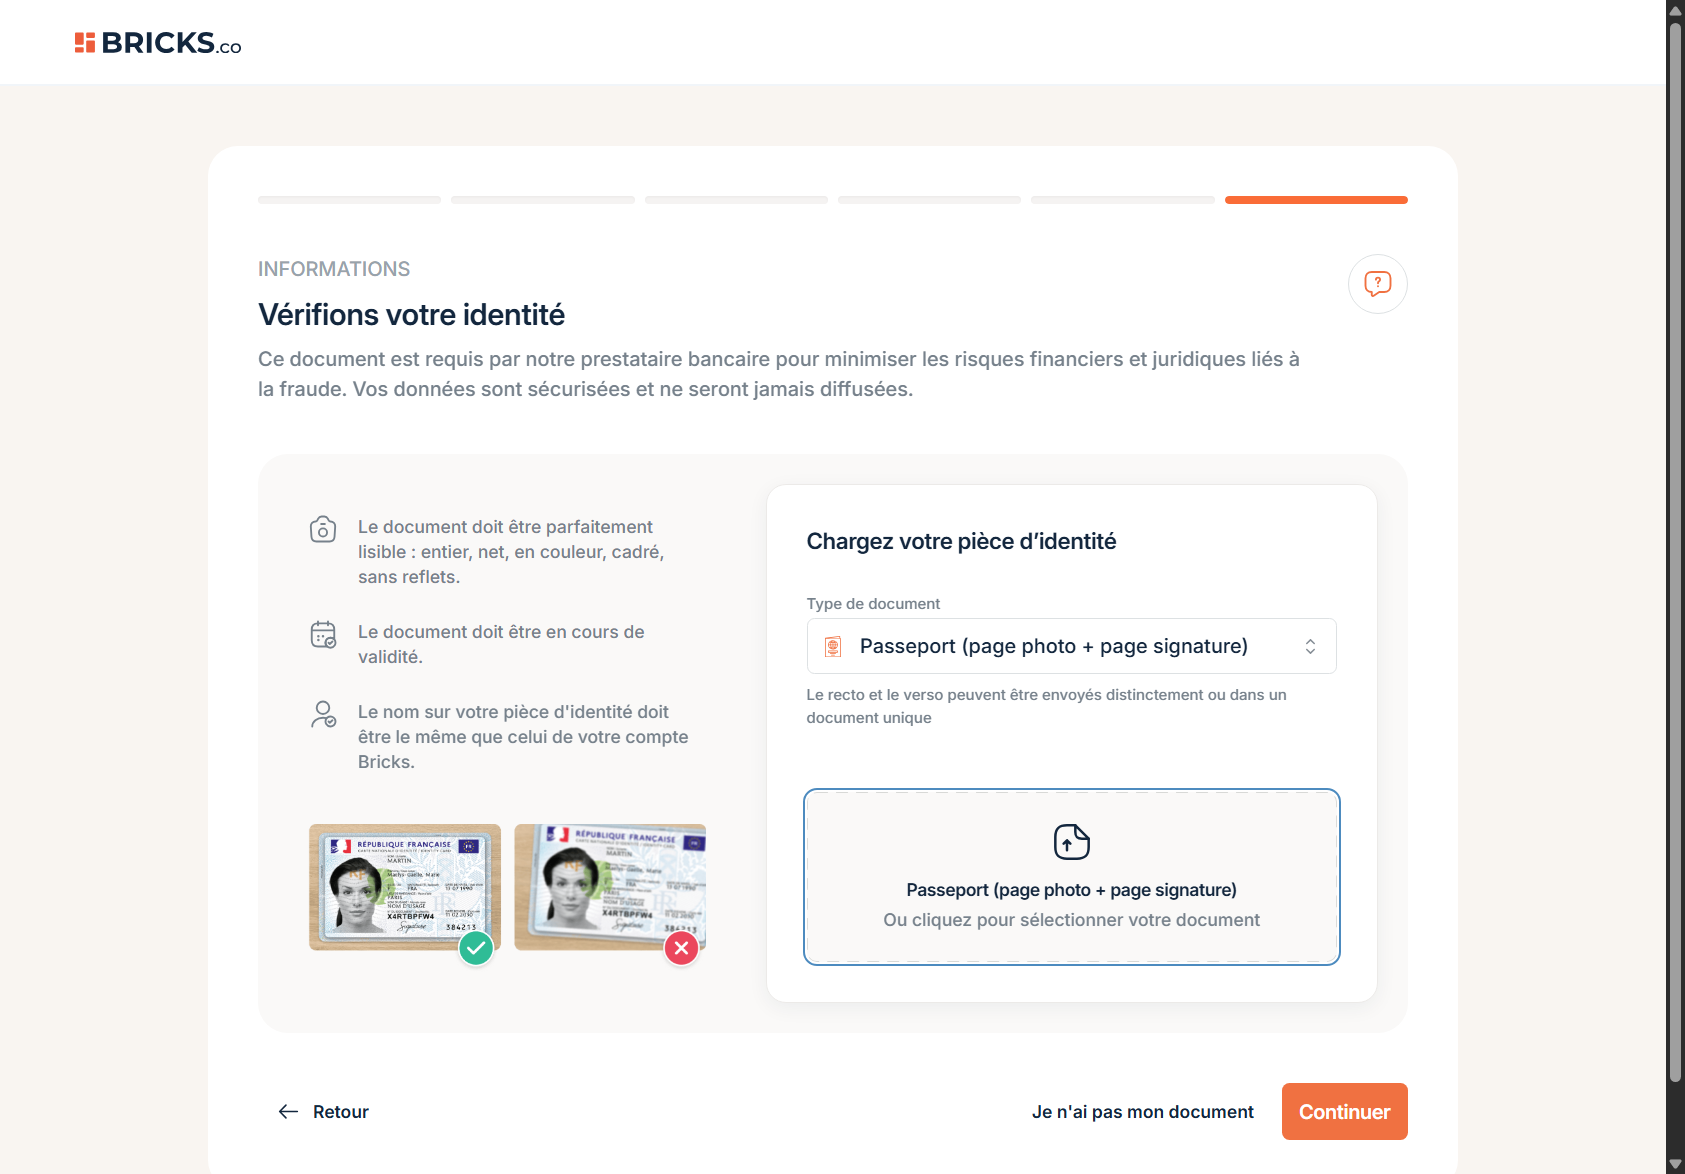 BRICKS.co
INFORMATIONS
Vérifions votre identité
Ce document est requis par notre prestataire bancaire pour minimiser les risques financiers et juridiques liés à
la fraude. Vos données sont sécurisées et ne seront jamais diffusées.
Le document doit être parfaitement
lisible : entier, net, en couleur, cadré,
sans reflets.
Le document doit être en cours de
validité.
Le nom sur votre pièce d'identité doit
être le même que celui de votre compte
Bricks.
RÉPUBLIQUE FRANÇAISE
MARTIN
Maëlys-Gaëlle, Marie
PARIS
X4RTBPFW4
384213
RÉPUBLIQUE FRANÇAISE
MARTIN
X4RTBPFW4
Chargez votre pièce d’identité
Type de document
Passeport (page photo + page signature)
Le recto et le verso peuvent être envoyés distinctement ou dans un
document unique
Passeport (page photo + page signature)
Ou cliquez pour sélectionner votre document
Retour
Je n'ai pas mon document
Continuer